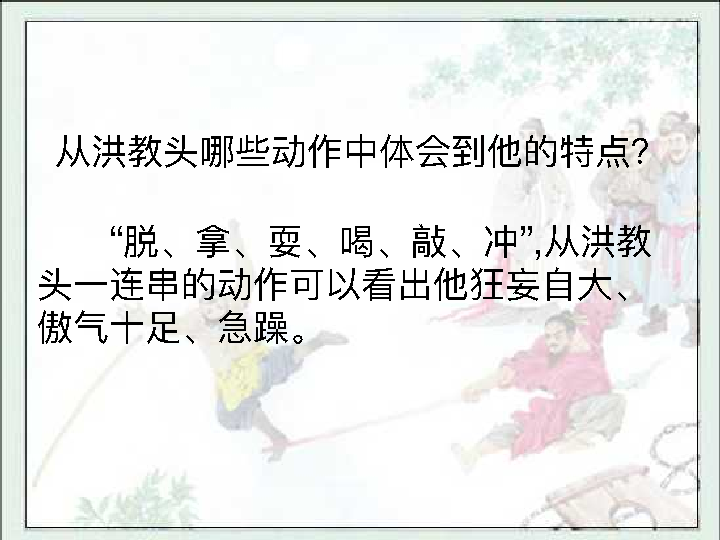 从洪教头哪些动作中体会到他的特点?
“脱、拿、耍、喝、敲、冲”,从洪教
头一连串的动作可以看出他狂妄自大、
傲气十足、急躁。